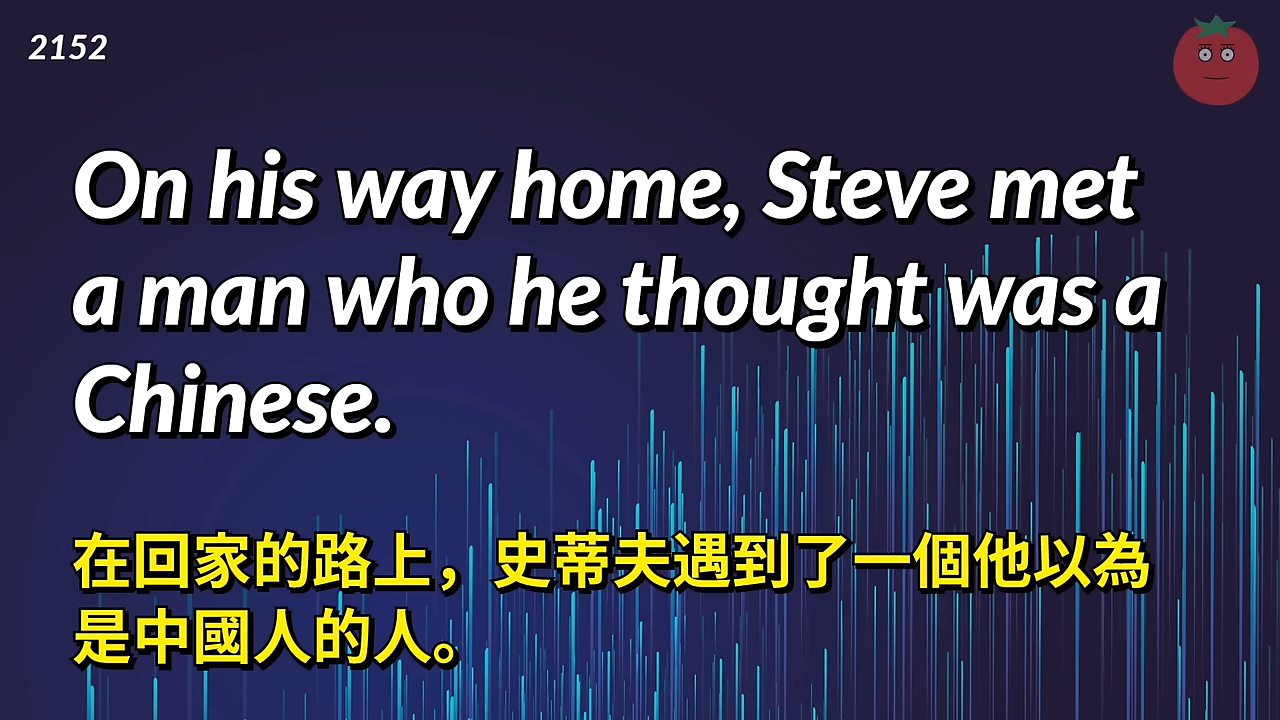 2152
On his way home, Steve met
a man who he thought was a
Chinese.
在回家的路上，史蒂夫遇到了一個他以為
是中國人的人。